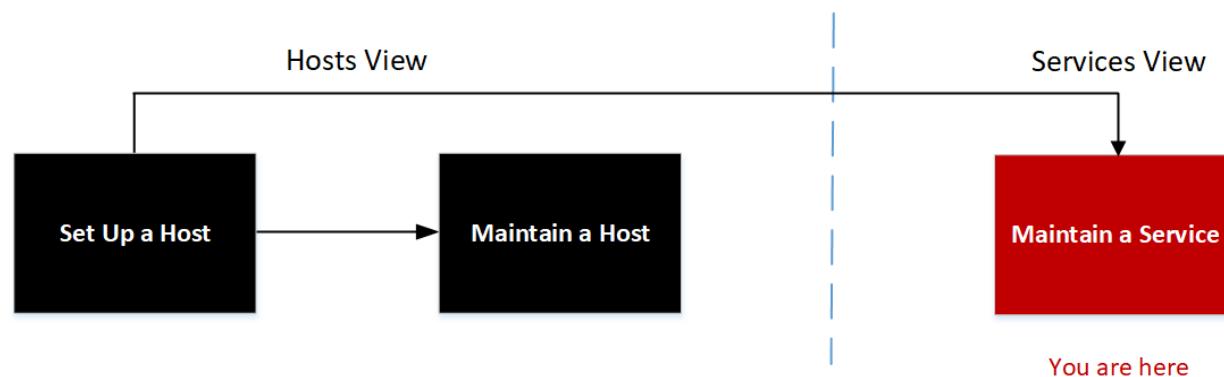 Hosts View
Services View
Set Up a Host
Maintain a Host
Maintain a Service
You are here